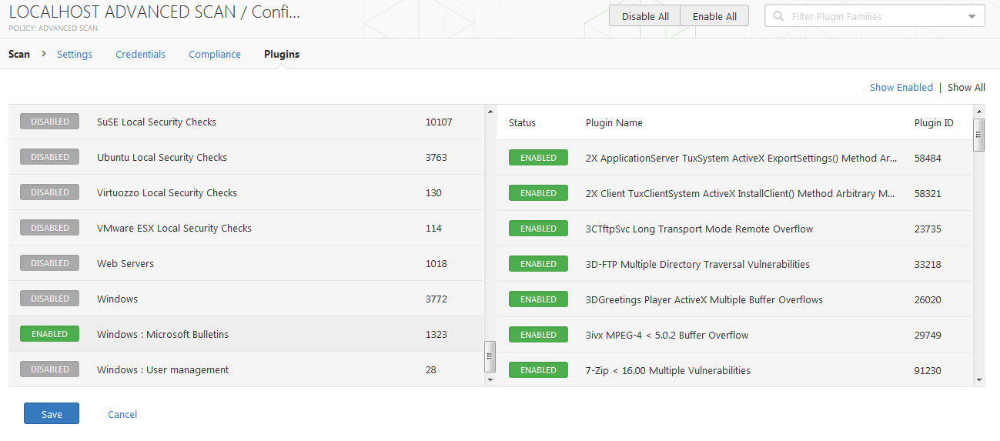 LOCALHOST ADVANCED SCAN / Confi...
POLICY: ADVANCED SCAN
Disable All Enable All Filter Plugin Families
Scan > Settings Credentials Compliance Plugins
Show Enabled | Show All
DISABLED SuSE Local Security Checks 10107
DISABLED Ubuntu Local Security Checks 3763
DISABLED Virtuozzo Local Security Checks 130
DISABLED VMware ESX Local Security Checks 114
DISABLED Web Servers 1018
DISABLED Windows 3772
ENABLED Windows : Microsoft Bulletins 1323
DISABLED Windows : User management 28
Status Plugin Name Plugin ID
ENABLED 2X ApplicationServer TuxSystem ActiveX ExportSettings() Method Ar... 58484
ENABLED 2X Client TuxClientSystem ActiveX InstallClient() Method Arbitrary M... 58321
ENABLED 3CTftpSvc Long Transport Mode Remote Overflow 23735
ENABLED 3D-FTP Multiple Directory Traversal Vulnerabilities 33218
ENABLED 3DGreetings Player ActiveX Multiple Buffer Overflows 26020
ENABLED 3ivx MPEG-4 < 5.0.2 Buffer Overflow 29749
ENABLED 7-Zip < 16.00 Multiple Vulnerabilities 91230
Save Cancel